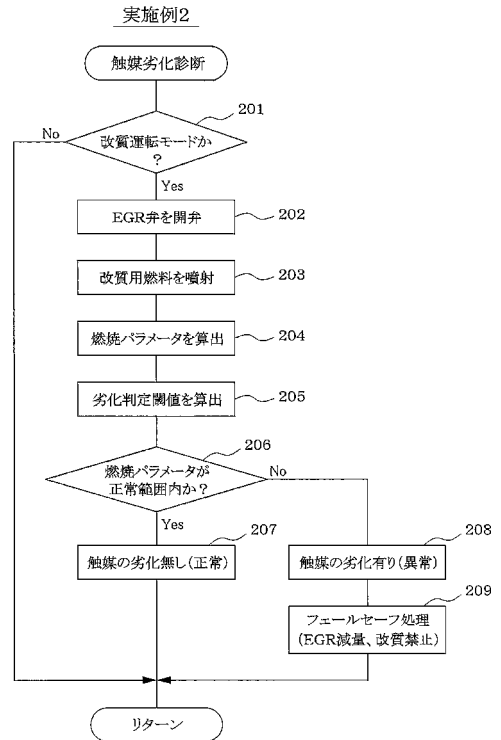 実施例2
触媒劣化診断
201
改質運転モードか
?
No
Yes
EGR弁を開弁
202
改質用燃料を噴射
203
燃焼パラメータを算出
204
劣化判定閾値を算出
205
206
燃焼パラメータが
正常範囲内か?
No
Yes
207
触媒の劣化無し(正常)
208
触媒の劣化有り(異常)
209
フェールセーフ処理
(EGR減量、改質禁止)
リターン